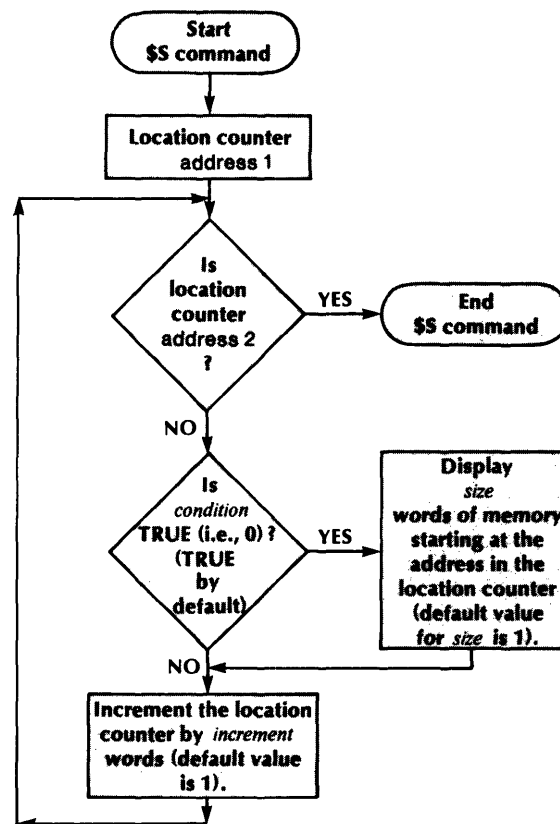 Start
$S command
Location counter
address 1
Is
location
counter
address 2
?
YES
End
$S command
NO
Is
condition
TRUE (i.e., 0) ?
(TRUE
by
default)
YES
Display
size
words of memory
starting at the
address in the
location counter
(default value
for size is 1).
NO
Increment the location
counter by increment
words (default value
is 1).